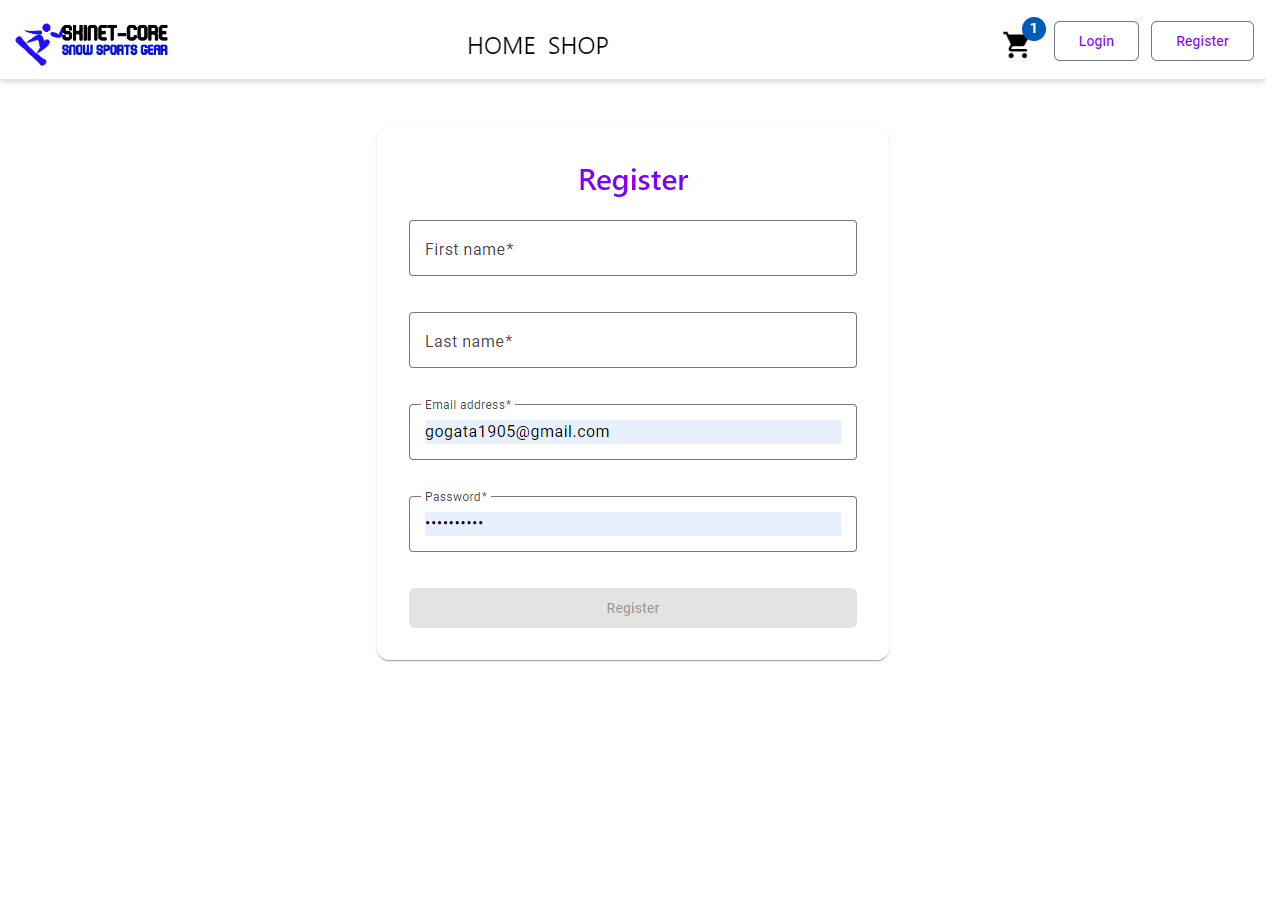 SKINET-CORE
SNOW SPORTS GEAR
HOME SHOP
1
Login
Register
Register
First name*
Last name*
Email address*
gogata1905@gmail.com
Password*
••••••••••
Register